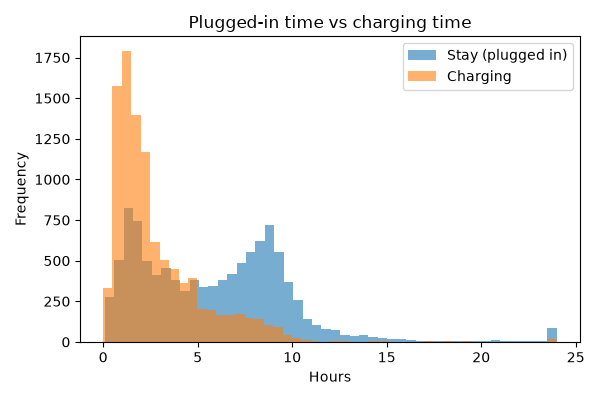 Plugged-in time vs charging time
Stay (plugged in)
Charging
Frequency
1750
1500
1250
1000
750
500
250
0
0 5 10 15 20 25
Hours